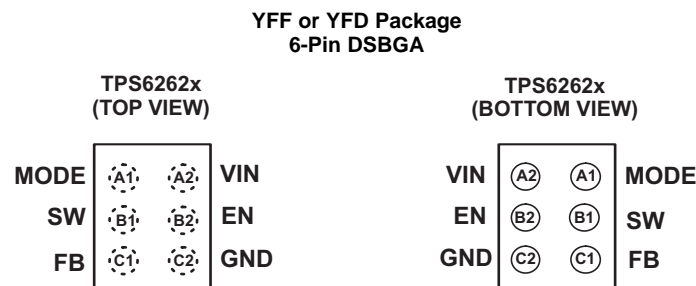 YFF or YFD Package
6-Pin DSBGA
TPS6262x
(TOP VIEW)
MODE A1 A2 VIN
SW B1 B2 EN
FB C1 C2 GND
TPS6262x
(BOTTOM VIEW)
VIN A2 A1 MODE
EN B2 B1 SW
GND C2 C1 FB